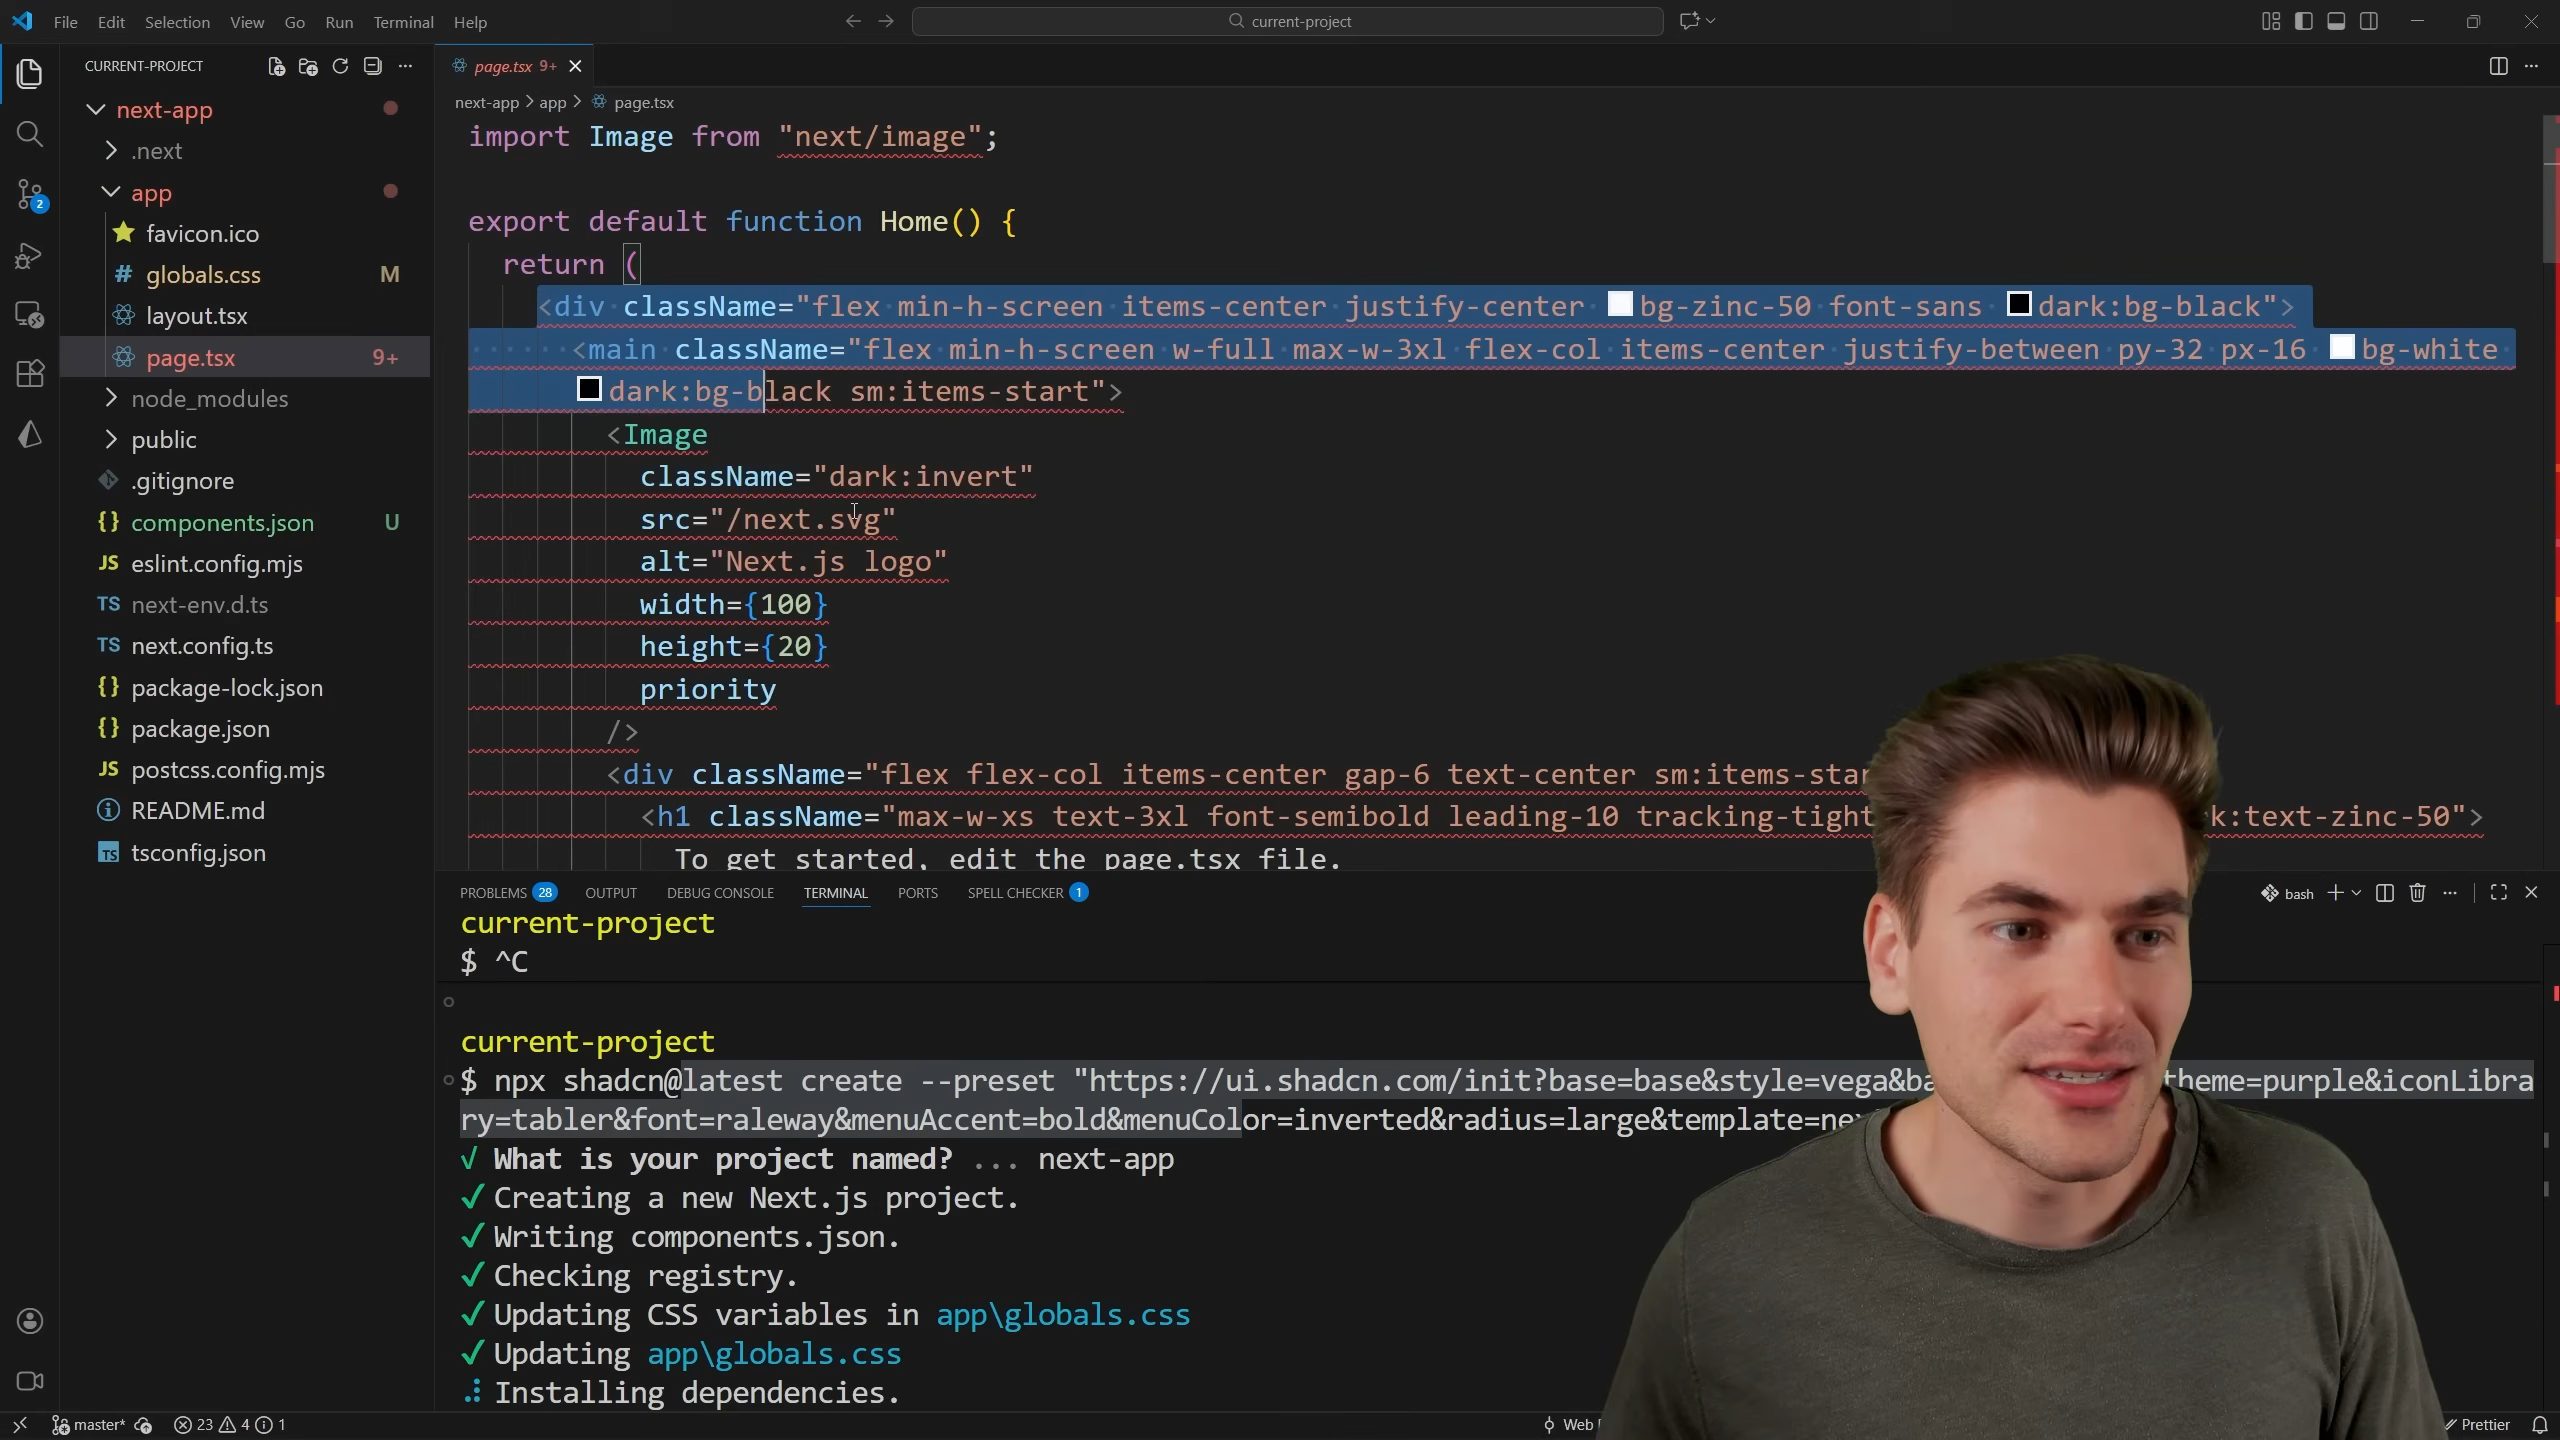 File Edit Selection View Go Run Terminal Help
current-project
CURRENT-PROJECT
next-app
.next
app
favicon.ico
globals.css M
layout.tsx
page.tsx 9+
node_modules
public
.gitignore
components.json U
eslint.config.mjs
next-env.d.ts
next.config.ts
package-lock.json
package.json
postcss.config.mjs
README.md
tsconfig.json
2
page.tsx 9+
next-app > app > page.tsx
import Image from "next/image";
export default function Home() {
return (
<div className="flex min-h-screen items-center justify-center bg-zinc-50 font-sans dark:bg-black">
<main className="flex min-h-screen w-full max-w-3xl flex-col items-center justify-between py-32 px-16 bg-white
dark:bg-black sm:items-start">
<Image
className="dark:invert"
src="/next.svg"
alt="Next.js logo"
width={100}
height={20}
priority
/>
<div className="flex flex-col items-center gap-6 text-center
<h1 className="max-w-xs text-3xl font-semibold leading-10 tracking-tight :text-zinc-50">
To get started, edit the page.tsx file.
PROBLEMS 28 OUTPUT DEBUG CONSOLE TERMINAL PORTS SPELL CHECKER 1
bash
current-project
$ ^C
current-project
$ npx shadcn@latest create --preset "https://ui.shadcn.com/init?base=base&style=vega& theme=purple&iconLibra
ry=tabler&font=raleway&menuAccent=bold&menuColor=inverted&radius=large&template=
✓ What is your project named? ... next-app
✓ Creating a new Next.js project.
✓ Writing components.json.
✓ Checking registry.
✓ Updating CSS variables in app\globals.css
✓ Updating app\globals.css
Installing dependencies.
master* 23 4 1
Web
Prettier